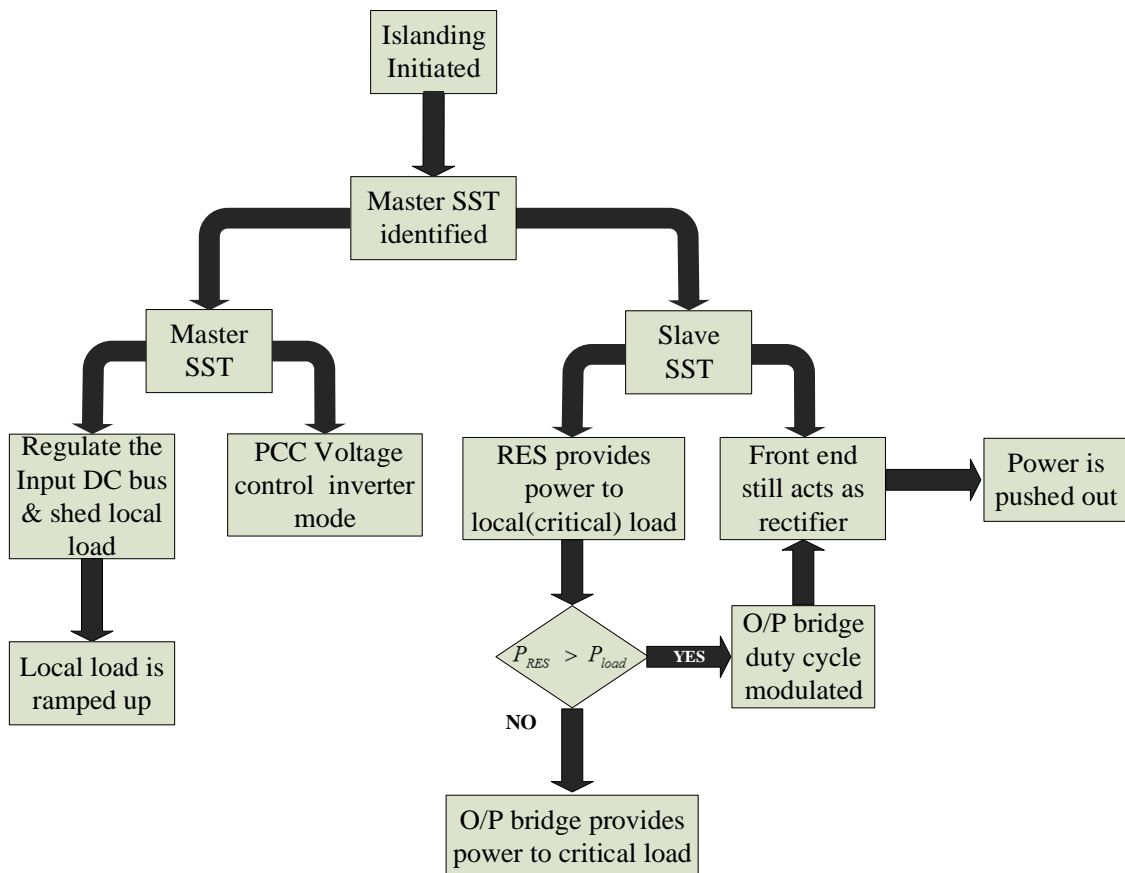 Islanding
Initiated
Master SST
identified
Master
SST
Slave
SST
Regulate the
Input DC bus
& shed local
load
PCC Voltage
control inverter
mode
RES provides
power to
local(critical) load
Front end
still acts as
rectifier
Power is
pushed out
Local load is
ramped up
P_RES > P_load
YES
O/P bridge
duty cycle
modulated
NO
O/P bridge provides
power to critical load